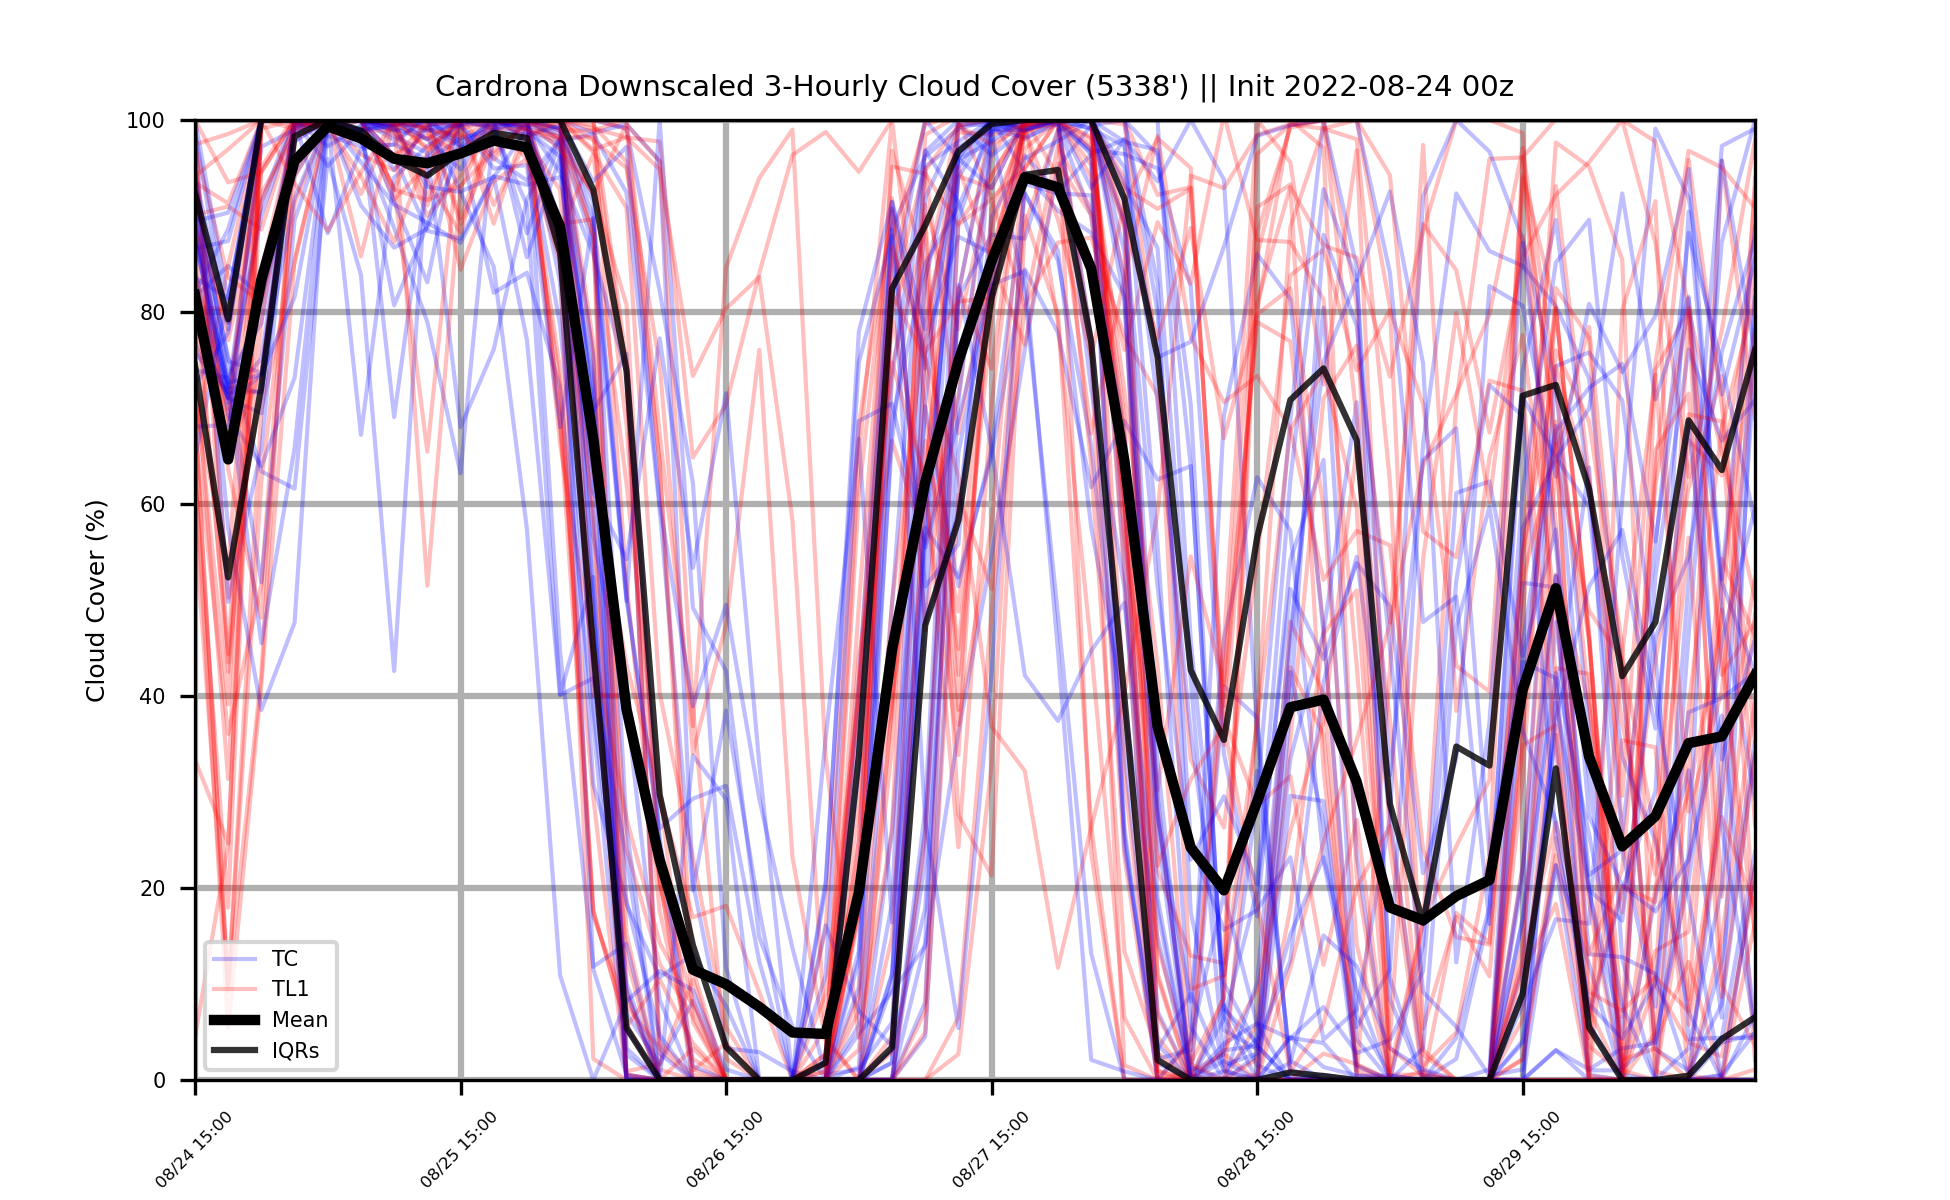 Cardrona Downscaled 3-Hourly Cloud Cover (5338') || Init 2022-08-24 00z
Cloud Cover (%)
100
80
60
40
20
0
TC
TL1
Mean
IQRs
08/24 15:00
08/25 15:00
08/26 15:00
08/27 15:00
08/28 15:00
08/29 15:00